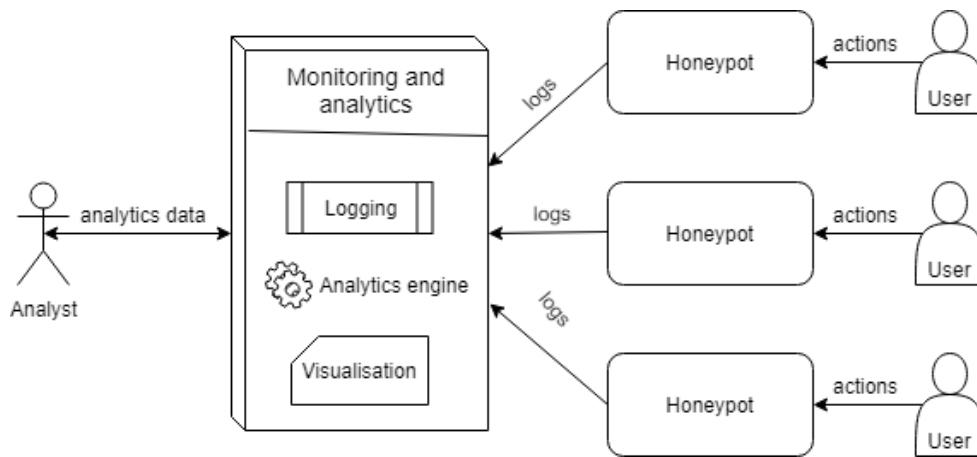 Monitoring and
analytics
Logging
Analytics engine
Visualisation
analytics data
Analyst
logs
Honeypot
actions
User
logs
Honeypot
actions
User
logs
Honeypot
actions
User